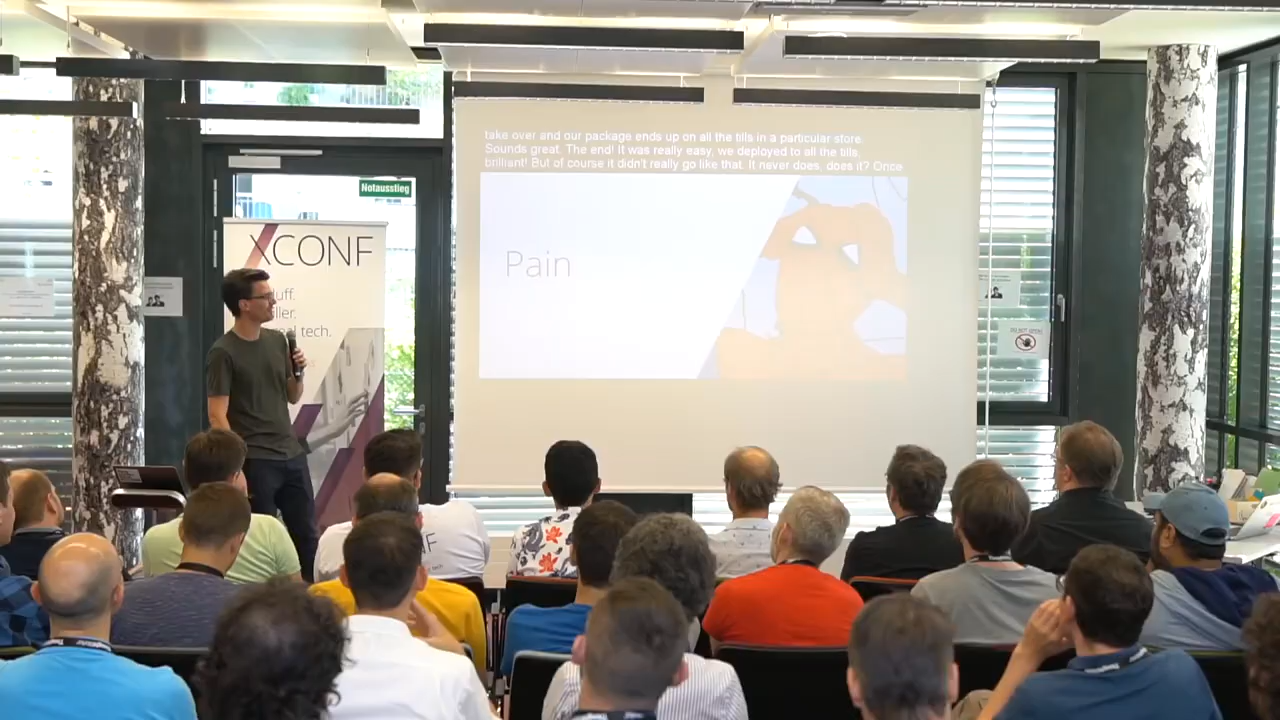 take over and our package ends up on all the tills in a particular store.
Sounds great. The end! It was really easy, we deployed to all the tills,
brilliant! But of course it didn't really go like that. It never does, does it? Once
Notausstieg
XCONF
Pain
tech.